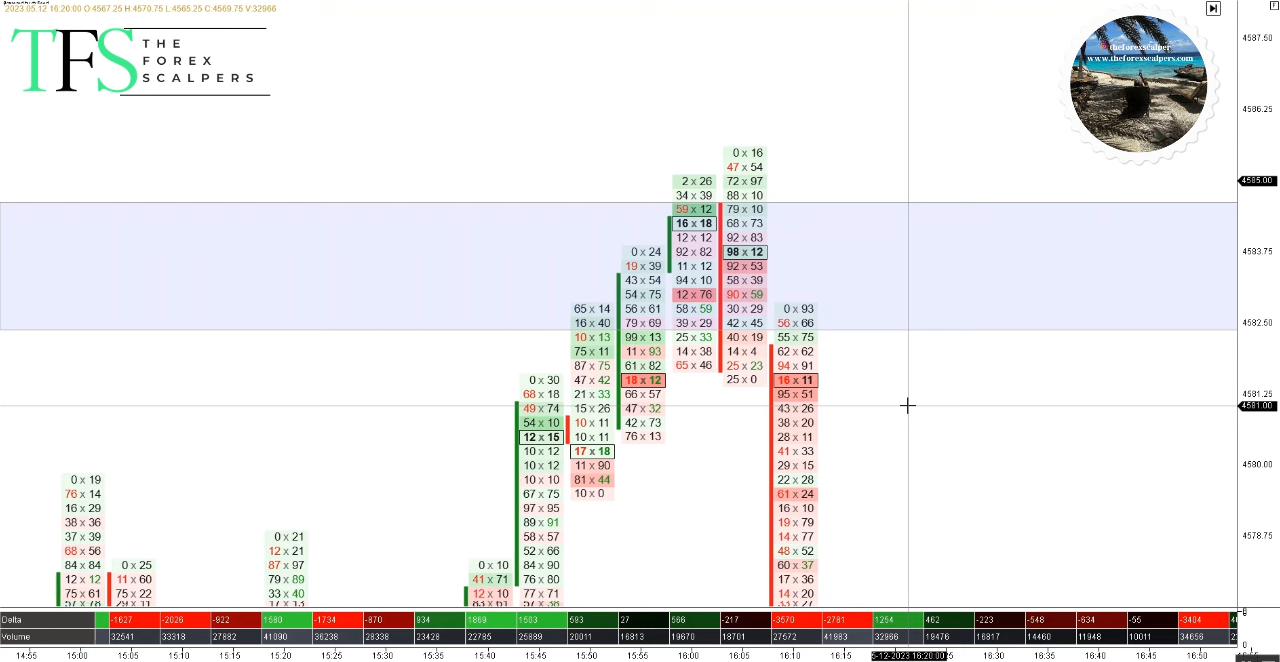 2023.05.12 16:20:00 O:4567.25 H:4570.75 L:4565.25 C:4569.75 V:32966
TFS
THE
FOREX
SCALPERS
theforexscalper
www.theforexscalpers.com
4587.50
4586.25
4585.00
4583.75
4582.50
4581.25
4581.00
4580.00
4578.75
0 x 19
76 x 14
16 x 29
38 x 36
37 x 39
68 x 56
84 x 84
12 x 12
75 x 61
0 x 25
11 x 60
75 x 22
0 x 21
12 x 21
87 x 97
79 x 89
33 x 40
0 x 10
41 x 71
12 x 10
0 x 30
68 x 18
49 x 74
54 x 10
12 x 15
10 x 12
10 x 12
10 x 10
67 x 75
97 x 95
89 x 91
58 x 57
52 x 66
84 x 90
76 x 80
77 x 71
65 x 14
16 x 40
10 x 13
75 x 11
87 x 75
47 x 42
21 x 33
15 x 26
10 x 11
10 x 11
17 x 18
11 x 90
81 x 44
10 x 0
0 x 24
19 x 39
43 x 54
54 x 75
56 x 61
79 x 69
99 x 13
11 x 93
61 x 82
18 x 12
66 x 57
47 x 32
42 x 73
76 x 13
2 x 26
34 x 39
59 x 12
16 x 18
12 x 12
92 x 82
11 x 12
94 x 10
12 x 76
58 x 59
39 x 29
25 x 33
14 x 38
65 x 46
0 x 16
47 x 54
72 x 97
88 x 10
79 x 10
68 x 73
92 x 83
98 x 12
92 x 53
58 x 39
90 x 59
30 x 29
42 x 45
40 x 19
14 x 4
25 x 23
25 x 0
0 x 93
56 x 66
55 x 75
62 x 62
94 x 91
16 x 11
95 x 51
43 x 26
38 x 20
28 x 11
41 x 33
29 x 15
22 x 28
61 x 24
16 x 10
19 x 79
14 x 77
48 x 52
60 x 37
17 x 36
14 x 20
Delta -1627 -2026 -922 1580 -1734 -870 934 1869 1503 593 27 566 -217 -3570 -2781 1254 462 -223 -548 -634 -55 -3404
Volume 32541 33318 27882 41090 36238 28338 23428 22785 25889 20011 16813 19670 18701 27572 41983 32966 19476 16817 14460 11948 10011 34656
14:55 15:00 15:05 15:10 15:15 15:20 15:25 15:30 15:35 15:40 15:45 15:50 15:55 16:00 16:05 16:10 16:15 5-12-2023 16:20:00 16:30 16:35 16:40 16:45 16:50